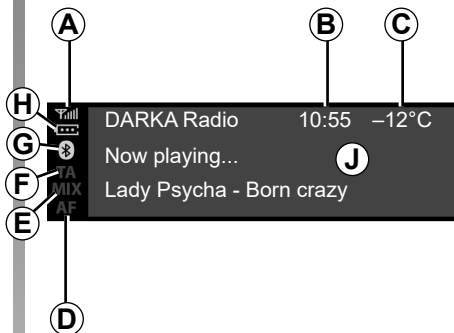 A B C
H
G
F
E
D
DARKA Radio 10:55 –12°C
Now playing... J
Lady Psycha - Born crazy
TA
MIX
AF